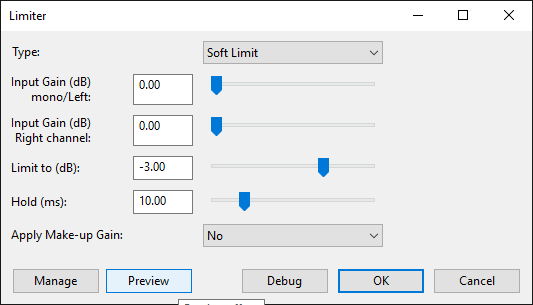 Limiter
Type: Soft Limit
Input Gain (dB)
mono/Left: 0.00
Input Gain (dB)
Right channel: 0.00
Limit to (dB): -3.00
Hold (ms): 10.00
Apply Make-up Gain: No
Manage Preview Debug OK Cancel